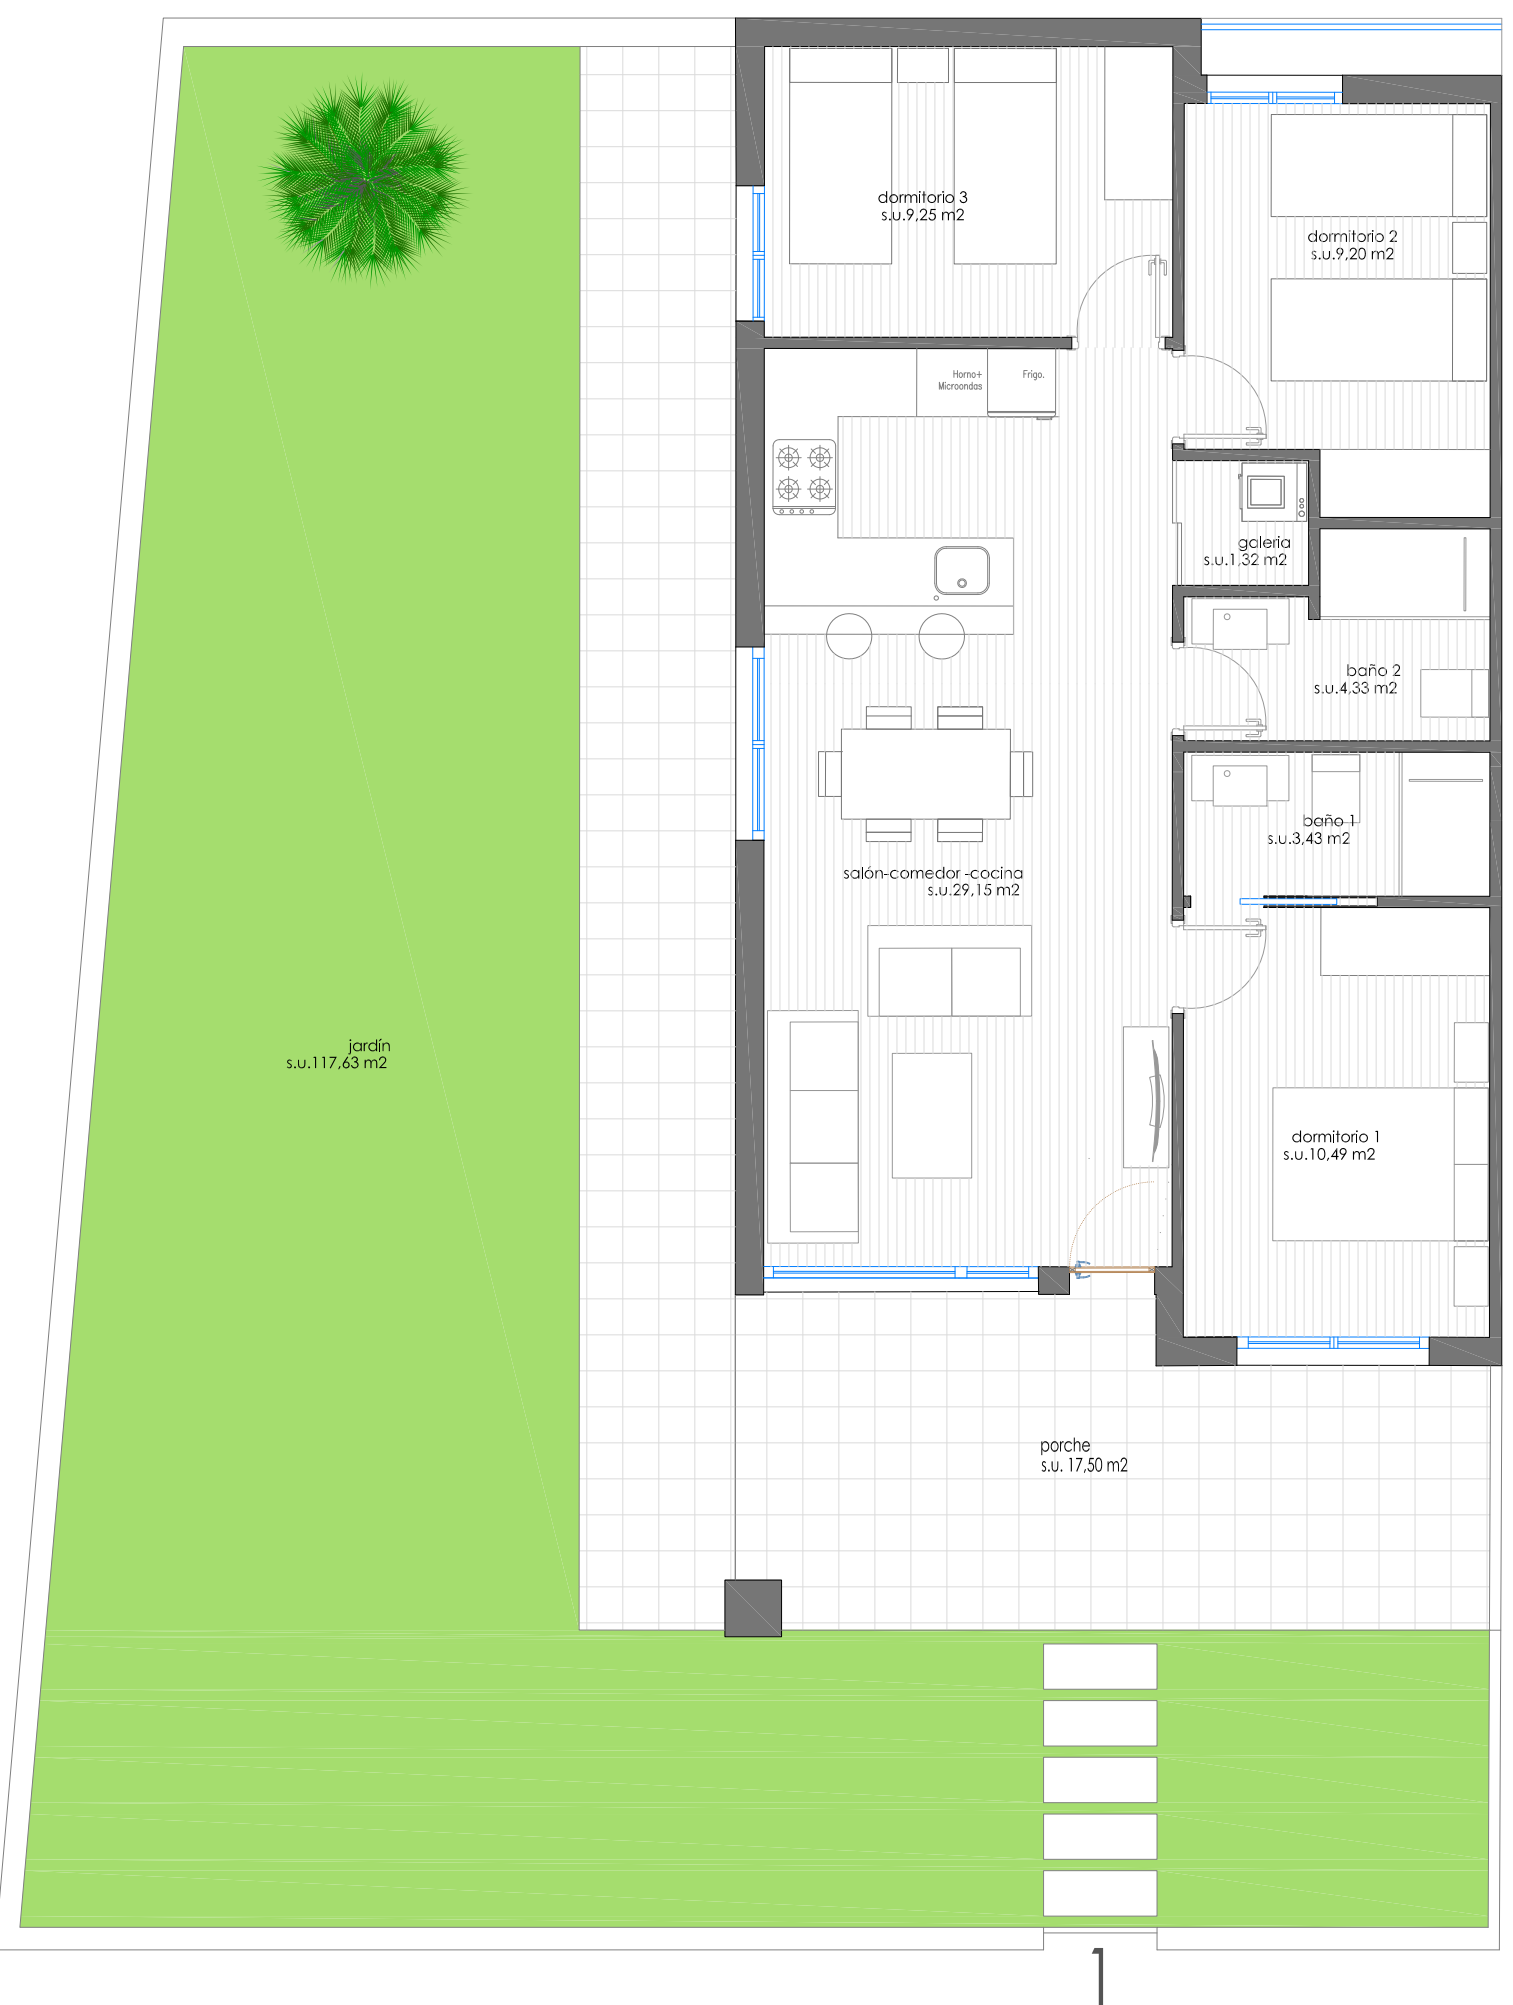 dormitorio 3
s.u.9,25 m2
dormitorio 2
s.u.9,20 m2
Horno+
Microondas
Frigo.
galeria
s.u.1,32 m2
baño 2
s.u.4,33 m2
baño 1
s.u.3,43 m2
salón-comedor -cocina
s.u.29,15 m2
jardín
s.u.117,63 m2
dormitorio 1
s.u.10,49 m2
porche
s.u. 17,50 m2
1